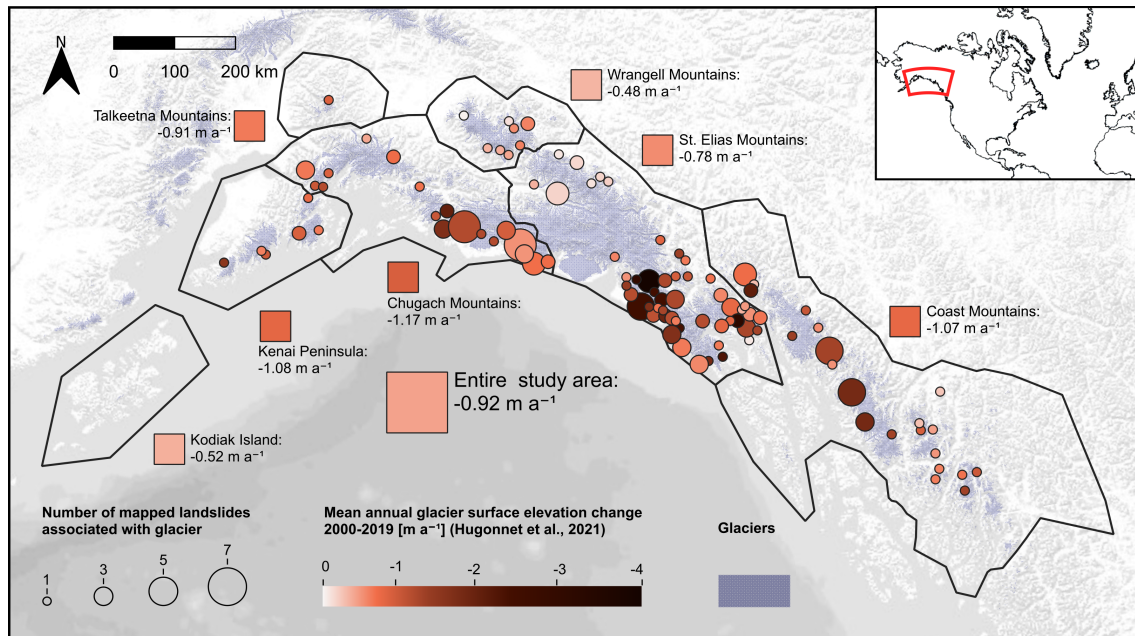 N
0 100 200 km
Wrangell Mountains:
-0.48 m a⁻¹
Talkeetna Mountains:
-0.91 m a⁻¹
St. Elias Mountains:
-0.78 m a⁻¹
Chugach Mountains:
-1.17 m a⁻¹
Coast Mountains:
-1.07 m a⁻¹
Kenai Peninsula:
-1.08 m a⁻¹
Entire study area:
-0.92 m a⁻¹
Kodiak Island:
-0.52 m a⁻¹
Number of mapped landslides
associated with glacier
1 3 5 7
Mean annual glacier surface elevation change
2000-2019 [m a⁻¹] (Hugonnet et al., 2021)
0 -1 -2 -3 -4
Glaciers